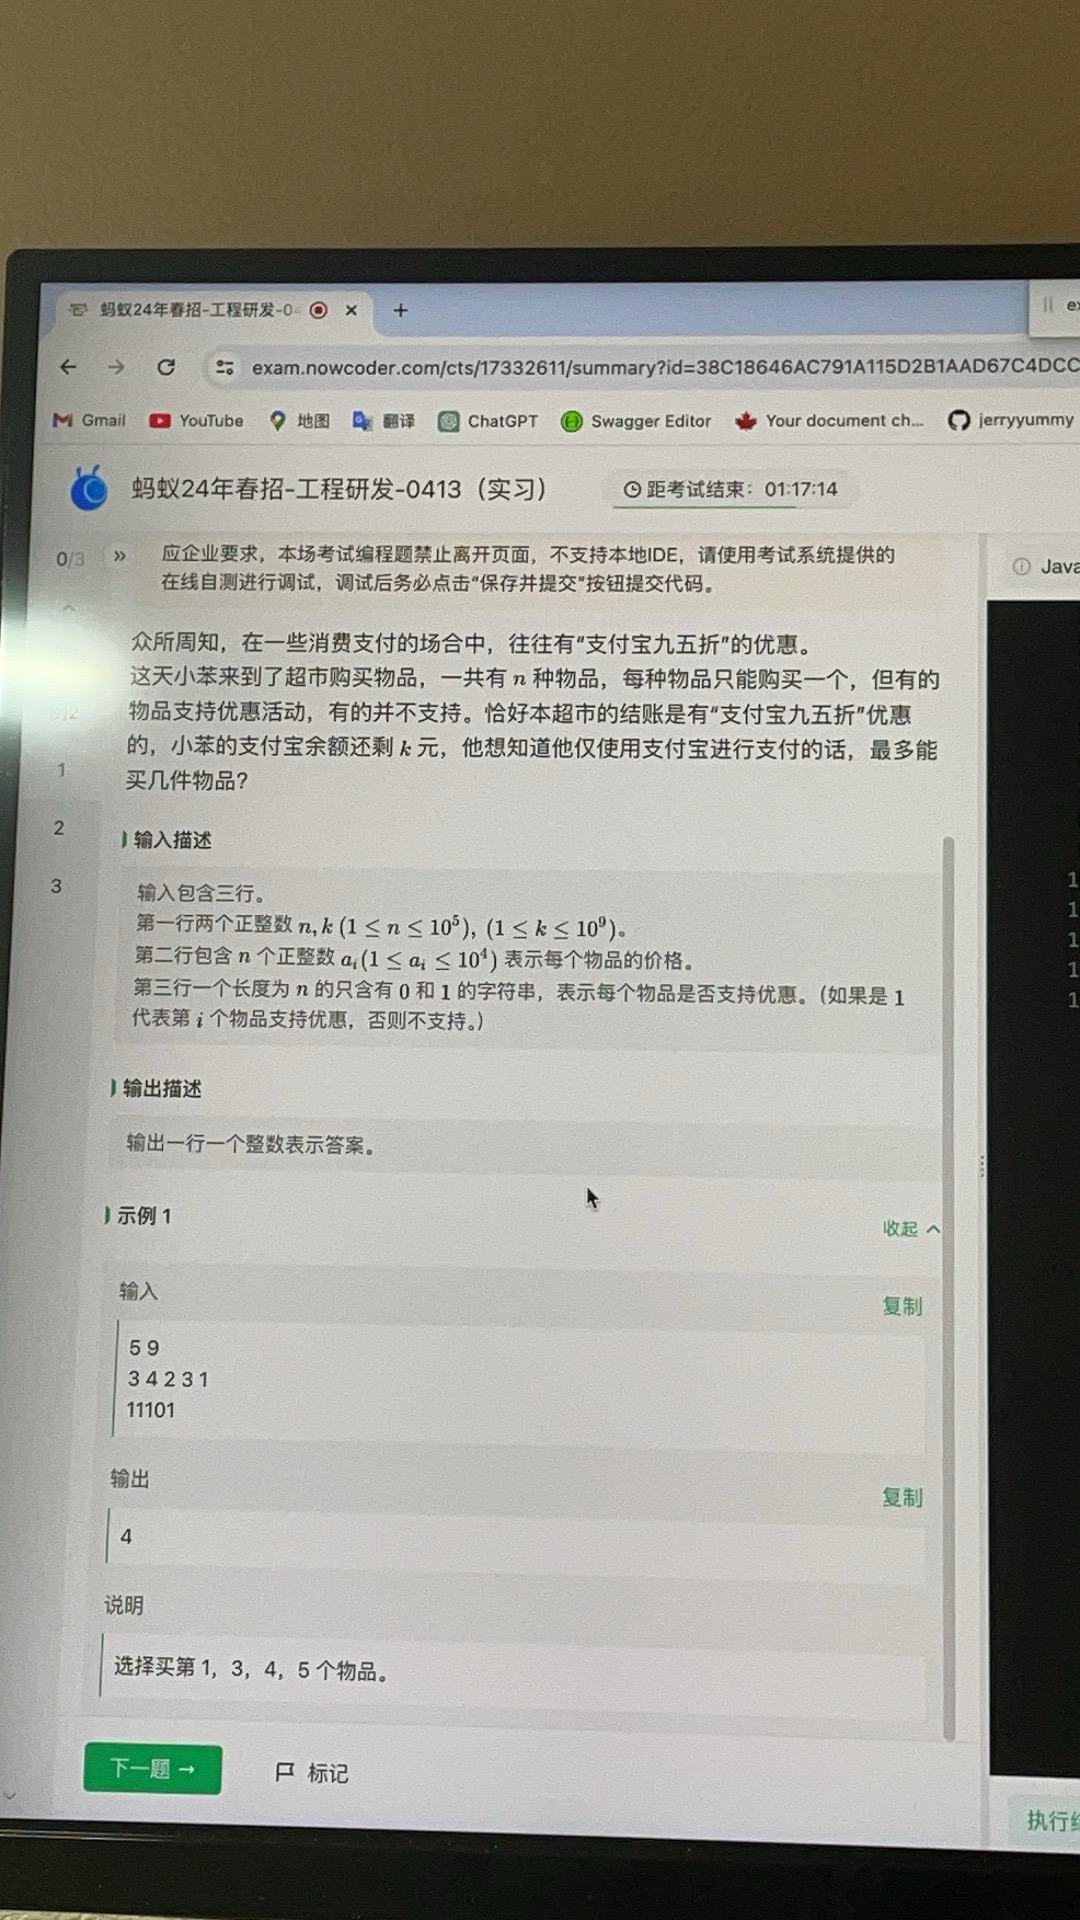 蚂蚁24年春招-工程研发-0
exam.nowcoder.com/cts/17332611/summary?id=38C18646AC791A115D2B1AAD67C4DCC
Gmail YouTube 地图 翻译 ChatGPT Swagger Editor Your document ch... jerryyummy
蚂蚁24年春招-工程研发-0413（实习） 距考试结束：01:17:14
0/3 » 应企业要求，本场考试编程题禁止离开页面，不支持本地IDE，请使用考试系统提供的
在线自测进行调试，调试后务必点击"保存并提交"按钮提交代码。
Java
众所周知，在一些消费支付的场合中，往往有"支付宝九五折"的优惠。
这天小苯来到了超市购买物品，一共有 n 种物品，每种物品只能购买一个，但有的
物品支持优惠活动，有的并不支持。恰好本超市的结账是有"支付宝九五折"优惠
的，小苯的支付宝余额还剩 k 元，他想知道他仅使用支付宝进行支付的话，最多能
买几件物品？
1
2
3
输入描述
输入包含三行。
第一行两个正整数 n, k (1 ≤ n ≤ 10⁵), (1 ≤ k ≤ 10⁹)。
第二行包含 n 个正整数 aᵢ(1 ≤ aᵢ ≤ 10⁴) 表示每个物品的价格。
第三行一个长度为 n 的只含有 0 和 1 的字符串，表示每个物品是否支持优惠。（如果是 1
代表第 i 个物品支持优惠，否则不支持。）
输出描述
输出一行一个整数表示答案。
示例 1
收起
输入
复制
5 9
3 4 2 3 1
11101
输出
复制
4
说明
选择买第 1，3，4，5 个物品。
下一题 → 标记